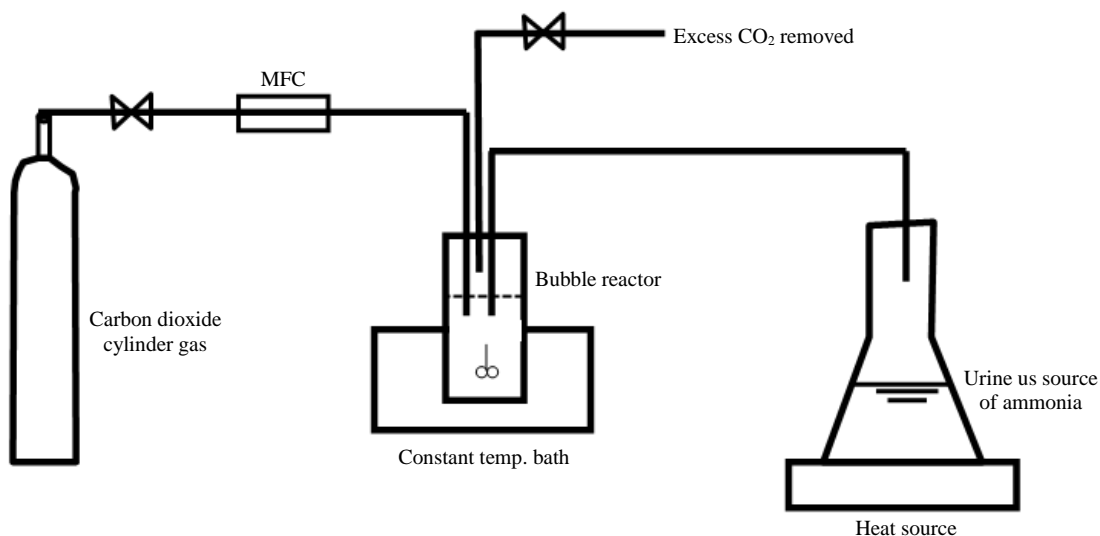 Excess CO₂ removed
MFC
Bubble reactor
Carbon dioxide
cylinder gas
Urine us source
of ammonia
Constant temp. bath
Heat source